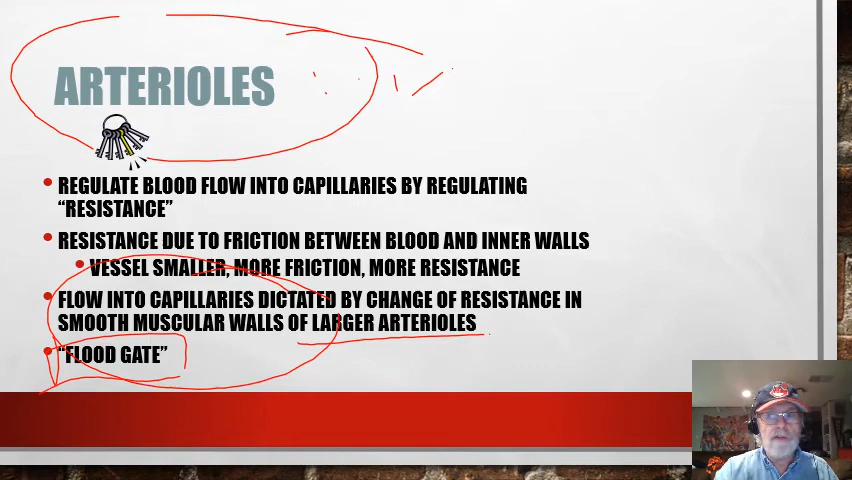 ARTERIOLES
REGULATE BLOOD FLOW INTO CAPILLARIES BY REGULATING
“RESISTANCE”
RESISTANCE DUE TO FRICTION BETWEEN BLOOD AND INNER WALLS
VESSEL SMALLER, MORE FRICTION, MORE RESISTANCE
FLOW INTO CAPILLARIES DICTATED BY CHANGE OF RESISTANCE IN
SMOOTH MUSCULAR WALLS OF LARGER ARTERIOLES
“FLOOD GATE”